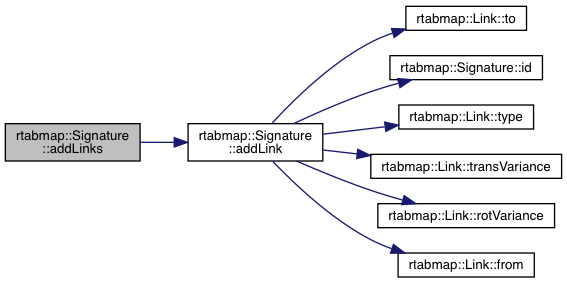 rtabmap::Signature
::addLinks
rtabmap::Signature
::addLink
rtabmap::Link::to
rtabmap::Signature::id
rtabmap::Link::type
rtabmap::Link::transVariance
rtabmap::Link::rotVariance
rtabmap::Link::from